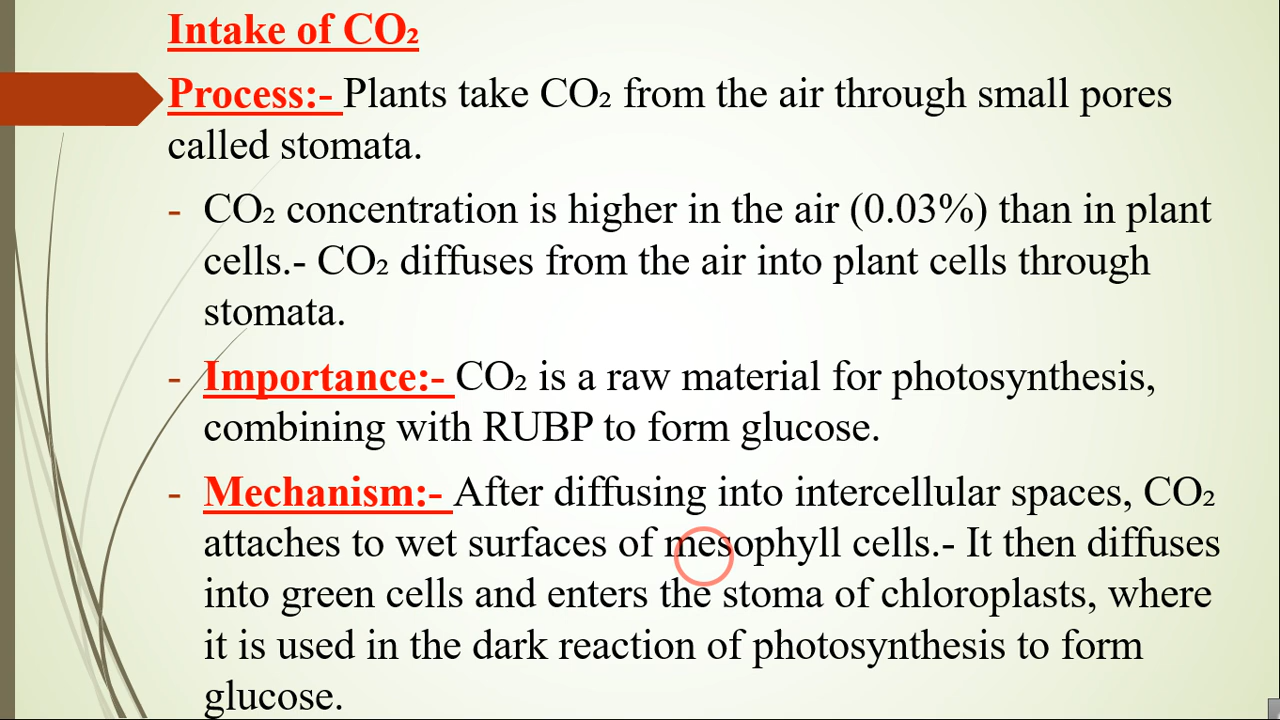 Intake of CO₂
Process:- Plants take CO₂ from the air through small pores
called stomata.
- CO₂ concentration is higher in the air (0.03%) than in plant
cells.- CO₂ diffuses from the air into plant cells through
stomata.
- Importance:- CO₂ is a raw material for photosynthesis,
combining with RUBP to form glucose.
- Mechanism:- After diffusing into intercellular spaces, CO₂
attaches to wet surfaces of mesophyll cells.- It then diffuses
into green cells and enters the stoma of chloroplasts, where
it is used in the dark reaction of photosynthesis to form
glucose.